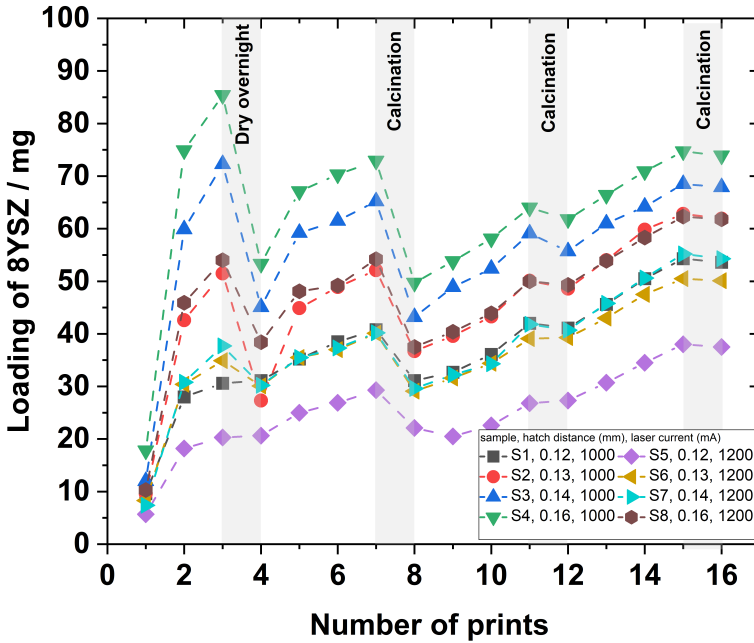 100
90
80
70
60
50
40
30
20
10
0
Loading of 8YSZ / mg
Dry overnight
Calcination
Calcination
Calcination
sample, hatch distance (mm), laser current (mA)
S1, 0.12, 1000 S5, 0.12, 1200
S2, 0.13, 1000 S6, 0.13, 1200
S3, 0.14, 1000 S7, 0.14, 1200
S4, 0.16, 1000 S8, 0.16, 1200
0 2 4 6 8 10 12 14 16
Number of prints